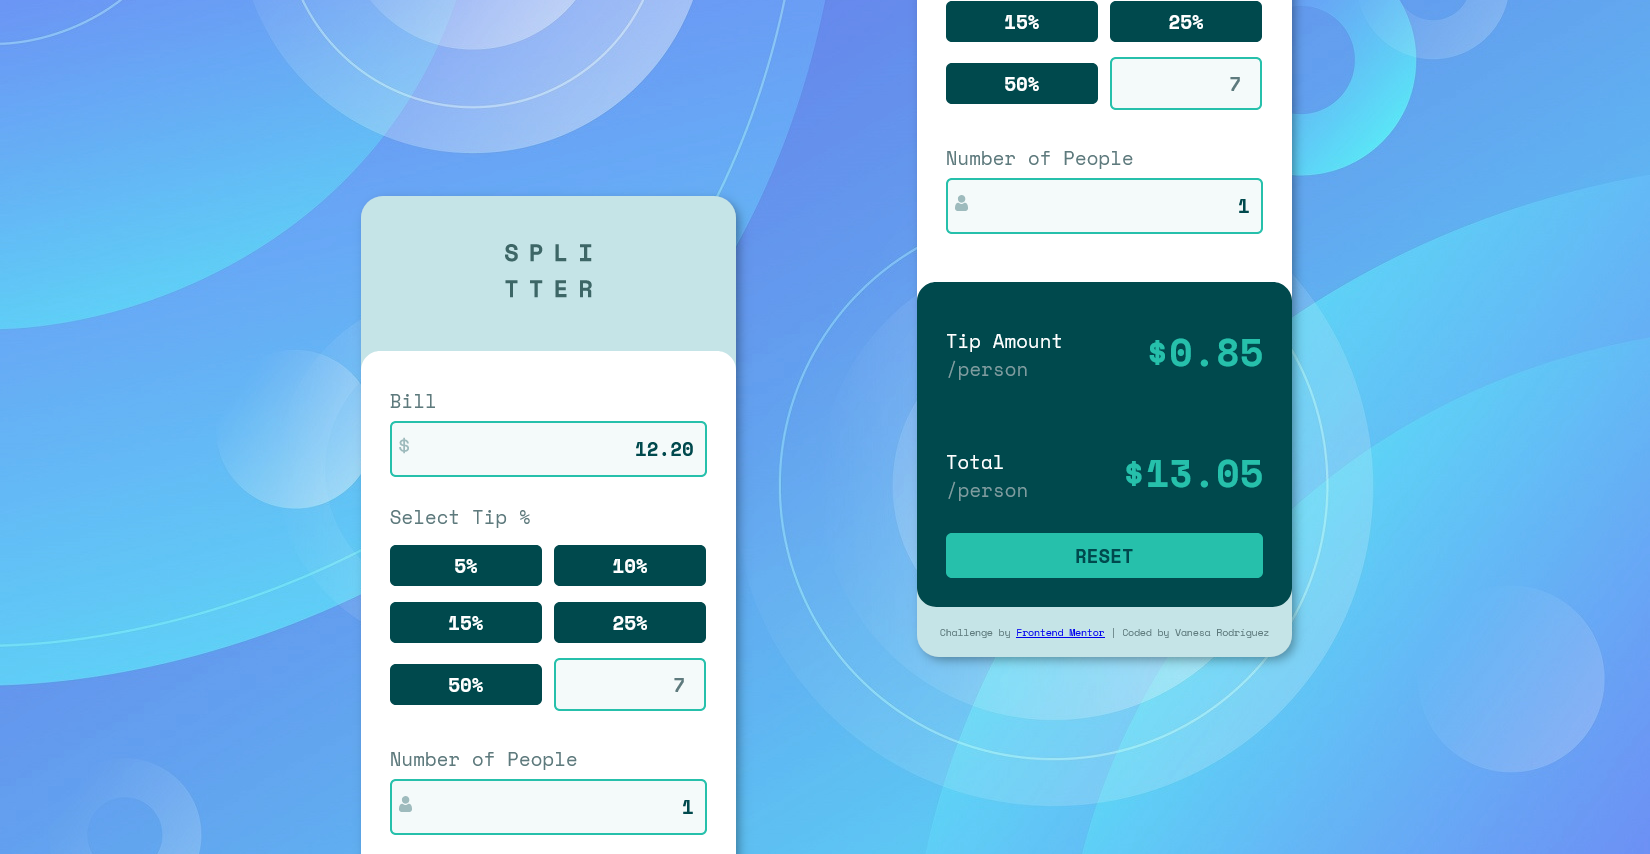 SPLI
TTER
Bill
$ 12.20
Select Tip %
5% 10%
15% 25%
50% 7
Number of People
1
15% 25%
50% 7
Number of People
1
Tip Amount
/person
$0.85
Total
/person
$13.05
RESET
Challenge by Frontend Mentor | Coded by Vanesa Rodríguez